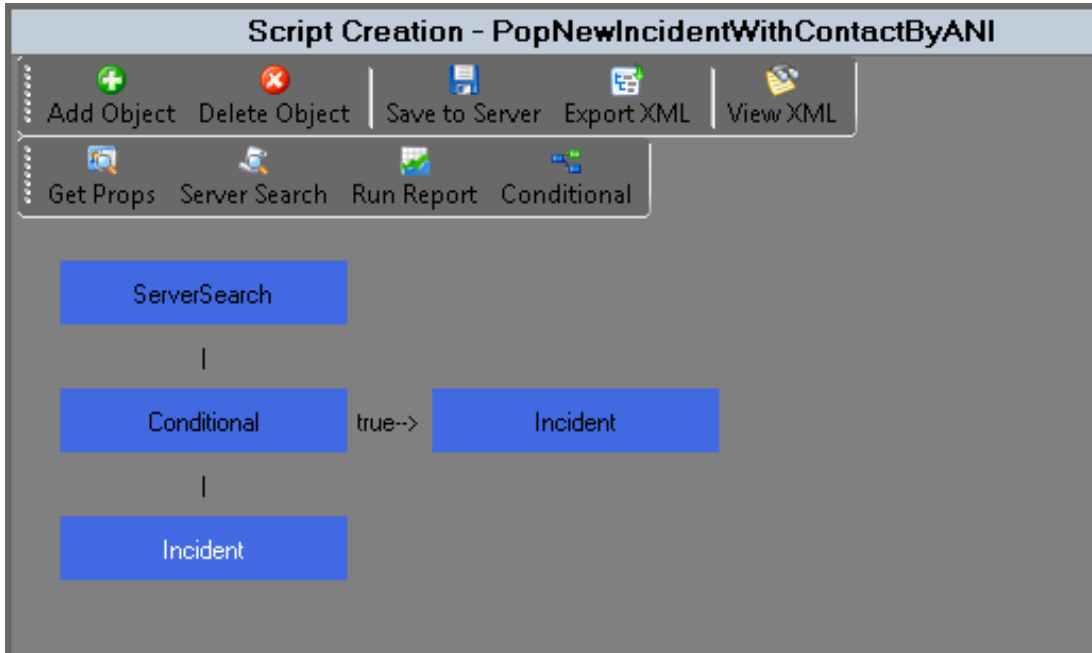 Script Creation - PopNewIncidentWithContactByANI
Add Object Delete Object Save to Server Export XML View XML
Get Props Server Search Run Report Conditional
ServerSearch
|
Conditional true--> Incident
|
Incident